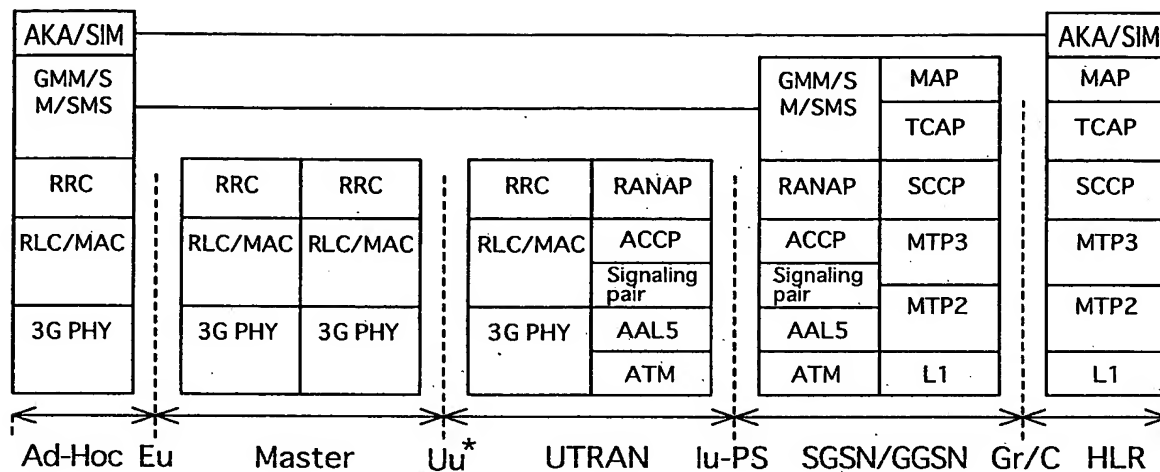 AKA/SIM
AKA/SIM
GMM/S
M/SMS
GMM/S
M/SMS
MAP
MAP
TCAP
TCAP
RRC
RRC
RRC
RRC
RANAP
RANAP
SCCP
SCCP
RLC/MAC
RLC/MAC
RLC/MAC
RLC/MAC
ACCP
ACCP
MTP3
MTP3
Signaling
pair
Signaling
pair
MTP2
MTP2
3G PHY
3G PHY
3G PHY
3G PHY
AAL5
AAL5
ATM
ATM
L1
L1
Ad-Hoc Eu Master Uu* UTRAN Iu-PS SGSN/GGSN Gr/C HLR